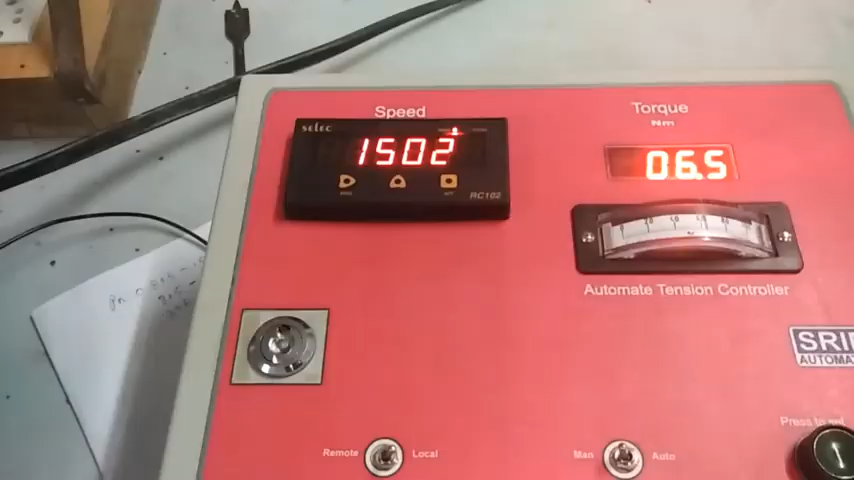 Speed
selec
1502
RC102
Torque
Nm
06.5
Automate Tension Controller
SRI
AUTOMA
Remote
Local
Man
Auto
Press to